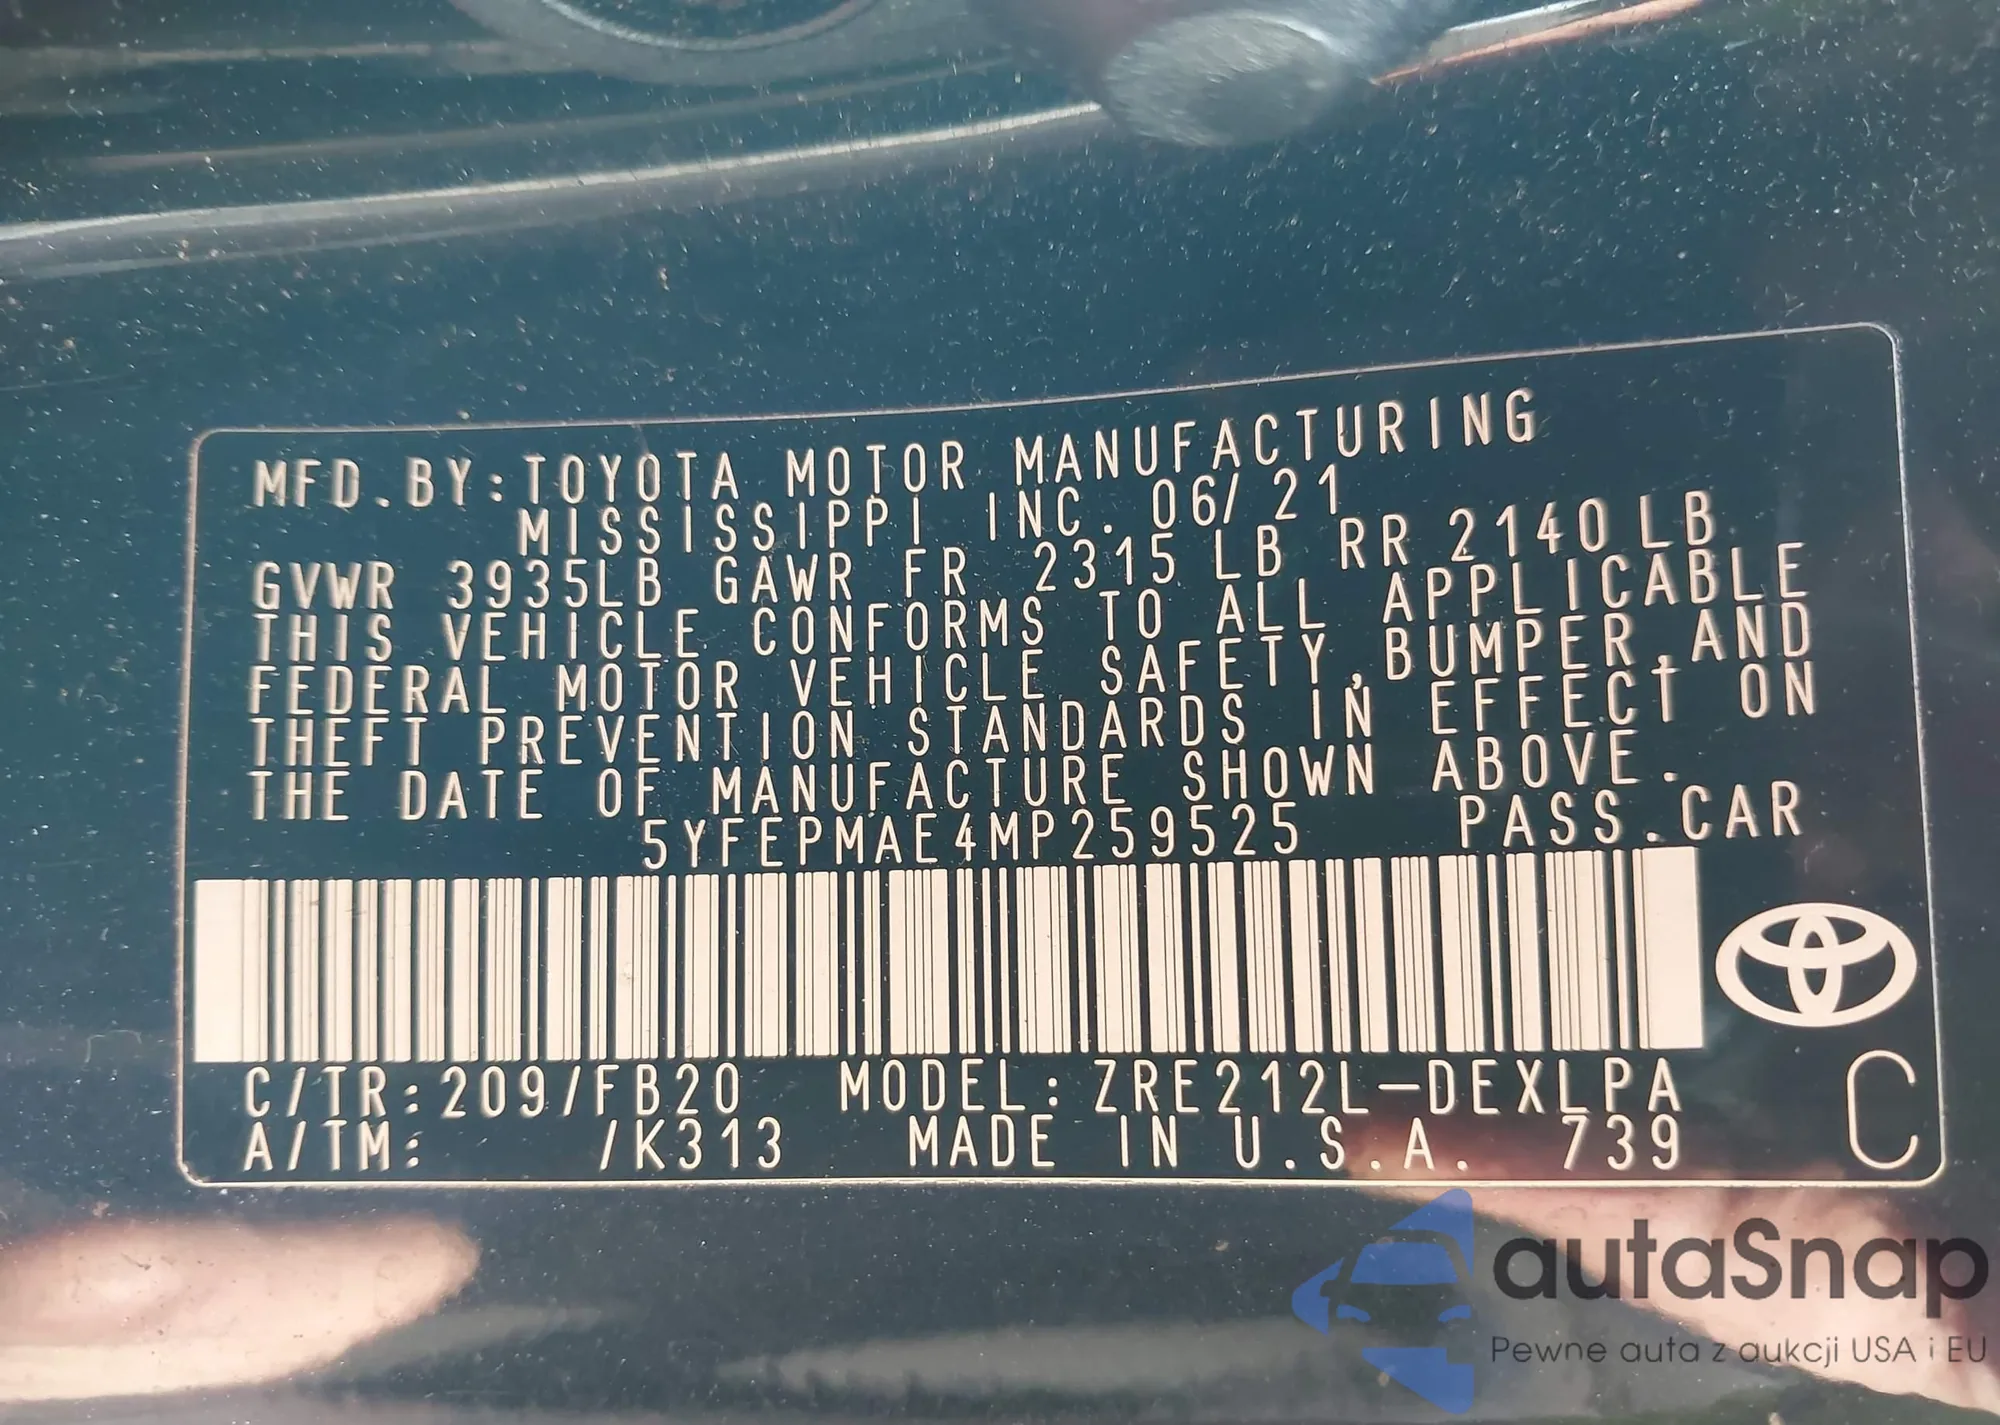 MFD.BY:TOYOTA MOTOR MANUFACTURING
MISSISSIPPI INC. 06/21
GVWR 3935LB GAWR FR 2315 LB RR 2140LB
THIS VEHICLE CONFORMS TO ALL APPLICABLE
FEDERAL MOTOR VEHICLE SAFETY,BUMPER,AND
THEFT PREVENTION STANDARDS IN EFFECT ON
THE DATE OF MANUFACTURE SHOWN ABOVE.
5YFEPMAE4MP259525 PASS.CAR
C/TR:209/FB20 MODEL:ZRE212L-DEXLPA
A/TM: /K313 MADE IN U.S.A. 739
C
autaSnap
Pewne auta z aukcji USA i EU